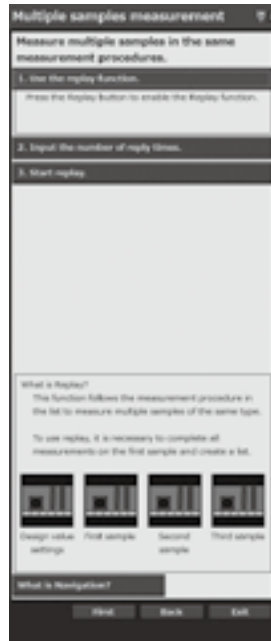 Multiple samples measurement
Measure multiple samples in the same
measurement procedures.
1. Use the replay function.
Press the Replay Button to enable the Replay function.
2. Input the number of reply times.
3. Start replay.
What is Replay?
This function follows the measurement procedure in
the list to measure multiple samples of the same type.
To use replay, it is necessary to complete all
measurements on the first sample and create a list.
Design value
settings
First sample
Second
sample
Third sample
What is Navigation?
First
Back
Exit